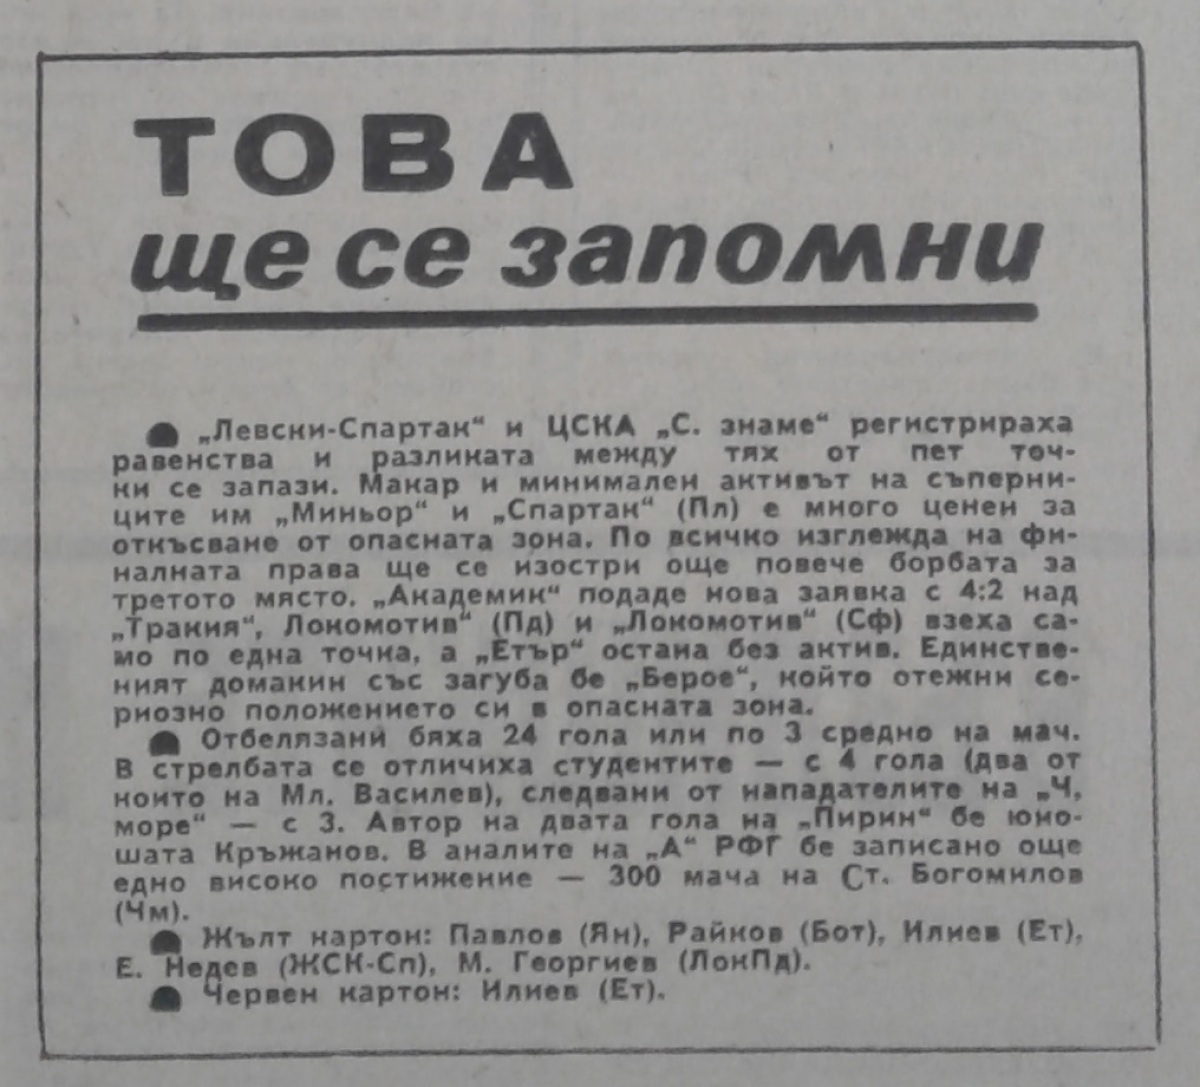 ТОВА
ще се запомни
„Левски-Спартак“ и ЦСКА „С. знаме“ регистрираха
равенства и разликата между тях от пет точ-
ки се запази. Макар и минимален активът на съперни-
ците им „Миньор“ и „Спартак“ (Пл) е много ценен за
откъсване от опасната зона. По всичко изглежда на фи-
налната права ще се изостри още повече борбата за
третото място. „Академик“ подаде нова заявка с 4:2 над
„Тракия“, Локомотив“ (Пд) и „Локомотив“ (Сф) взеха са-
мо по една точка, а „Етър“ остана без актив. Единстве-
ният домакин със загуба бе „Берое“, който отежни се-
риозно положението си в опасната зона.
Отбелязани бяха 24 гола или по 3 средно на мач.
В стрелбата се отличиха студентите — с 4 гола (два от
които на Мл. Василев), следвани от нападателите на „Ч.
море“ — с 3. Автор на двата гола на „Пирин“ бе юно-
шата Кръжанов. В аналите на „А“ РФГ бе записано още
едно високо постижение — 300 мача на Ст. Богомилов
(Чм).
Жълт картон: Павлов (Ян), Райков (Бот), Илиев (Ет),
Е. Недев (ЖСК-Сп), М. Георгиев (ЛокПд).
Червен картон: Илиев (Ет).